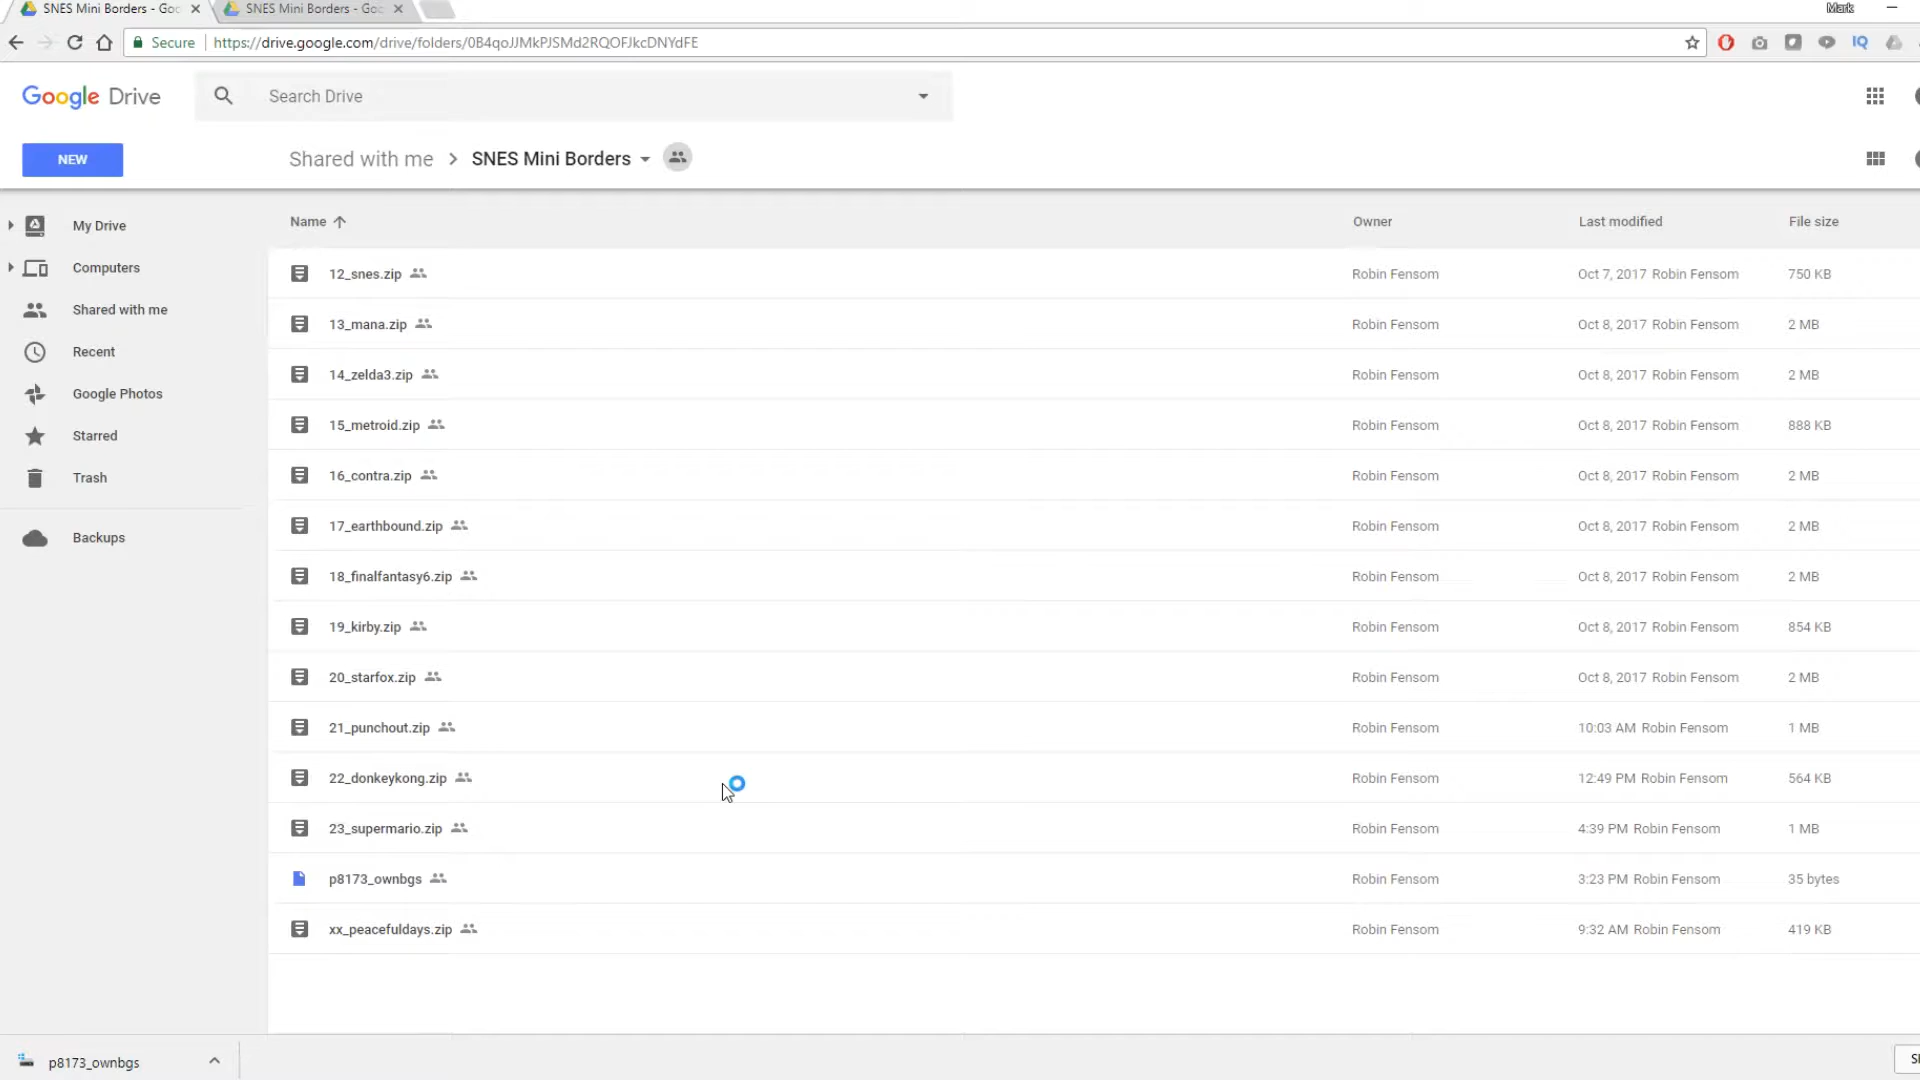 SNES Mini Borders - Goo
SNES Mini Borders - Goo
Mark
Secure
https://drive.google.com/drive/folders/0B4qoJJMkPJSMd2RQOFJkcDNYdFE
IQ
Google Drive
Search Drive
NEW
Shared with me > SNES Mini Borders
My Drive
Computers
Shared with me
Recent
Google Photos
Starred
Trash
Backups
Name Owner Last modified File size
12_snes.zip Robin Fensom Oct 7, 2017 Robin Fensom 750 KB
13_mana.zip Robin Fensom Oct 8, 2017 Robin Fensom 2 MB
14_zelda3.zip Robin Fensom Oct 8, 2017 Robin Fensom 2 MB
15_metroid.zip Robin Fensom Oct 8, 2017 Robin Fensom 888 KB
16_contra.zip Robin Fensom Oct 8, 2017 Robin Fensom 2 MB
17_earthbound.zip Robin Fensom Oct 8, 2017 Robin Fensom 2 MB
18_finalfantasy6.zip Robin Fensom Oct 8, 2017 Robin Fensom 2 MB
19_kirby.zip Robin Fensom Oct 8, 2017 Robin Fensom 854 KB
20_starfox.zip Robin Fensom Oct 8, 2017 Robin Fensom 2 MB
21_punchout.zip Robin Fensom 10:03 AM Robin Fensom 1 MB
22_donkeykong.zip Robin Fensom 12:49 PM Robin Fensom 564 KB
23_supermario.zip Robin Fensom 4:39 PM Robin Fensom 1 MB
p8173_ownbgs Robin Fensom 3:23 PM Robin Fensom 35 bytes
xx_peacefuldays.zip Robin Fensom 9:32 AM Robin Fensom 419 KB
p8173_ownbgs